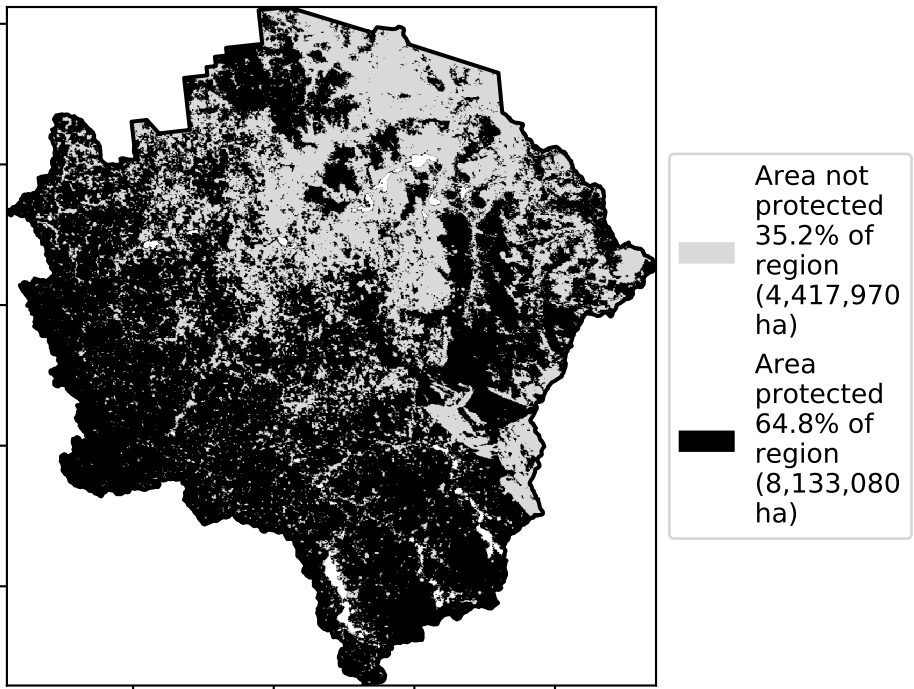 Area not
protected
35.2% of
region
(4,417,970
ha)
Area
protected
64.8% of
region
(8,133,080
ha)